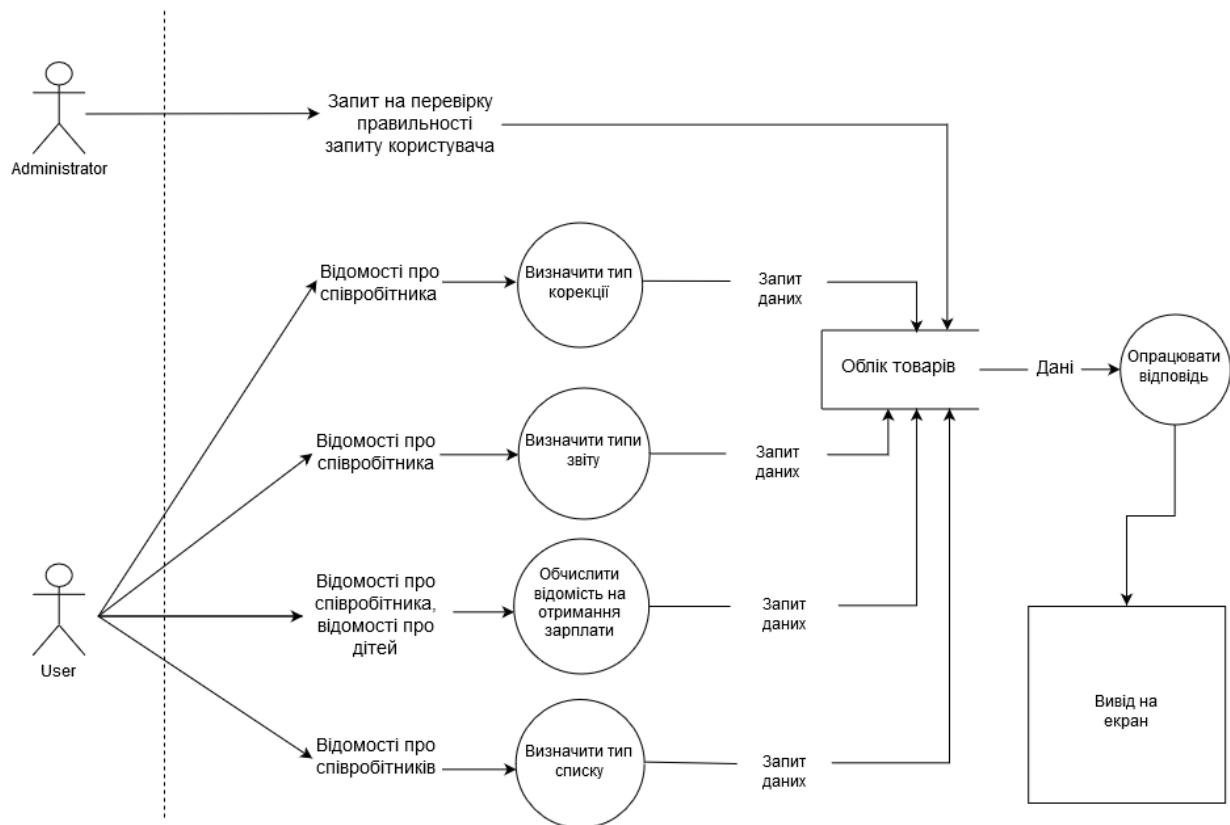 Запит на перевірку
правильності
запиту користувача
Administrator
Відомості про
співробітника
Визначити тип
корекції
Запит
даних
Облік товарів
Дані
Опрацювати
відповідь
Відомості про
співробітника
Визначити типи
звіту
Запит
даних
User
Відомості про
співробітника,
відомості про
дітей
Обчислити
відомість на
отримання
зарплати
Запит
даних
Вивід на
екран
Відомості про
співробітників
Визначити тип
списку
Запит
даних